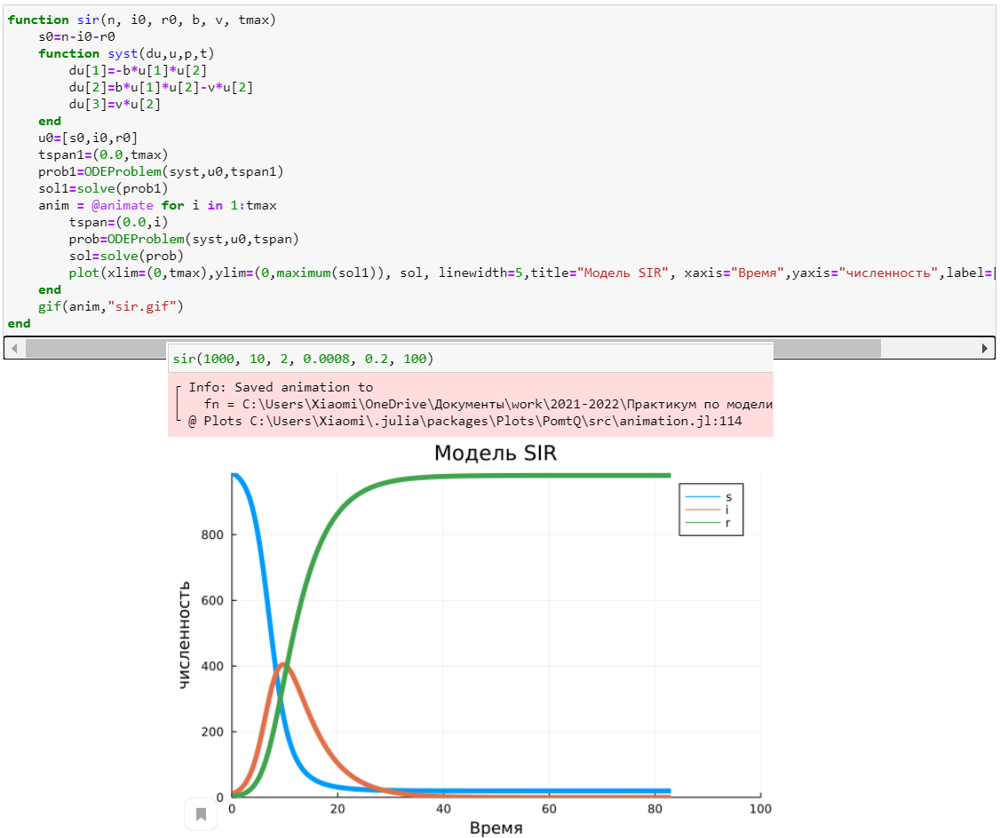 function sir(n, i0, r0, b, v, tmax)
    s0=n-i0-r0
    function syst(du,u,p,t)
        du[1]=-b*u[1]*u[2]
        du[2]=b*u[1]*u[2]-v*u[2]
        du[3]=v*u[2]
    end
    u0=[s0,i0,r0]
    tspan1=(0.0,tmax)
    prob1=ODEProblem(syst,u0,tspan1)
    sol1=solve(prob1)
    anim = @animate for i in 1:tmax
        tspan=(0.0,i)
        prob=ODEProblem(syst,u0,tspan)
        sol=solve(prob)
        plot(xlim=(0,tmax),ylim=(0,maximum(sol1)), sol, linewidth=5,title="Модель SIR", xaxis="Время",yaxis="численность",label=[
    end
    gif(anim,"sir.gif")
end
sir(1000, 10, 2, 0.0008, 0.2, 100)
┌ Info: Saved animation to
│   fn = C:\Users\Xiaomi\OneDrive\Документы\work\2021-2022\Практикум по модели
└ @ Plots C:\Users\Xiaomi\.julia\packages\Plots\PomtQ\src\animation.jl:114
Модель SIR
s
i
r
численность
800
600
400
200
0
0 20 40 60 80 100
Время